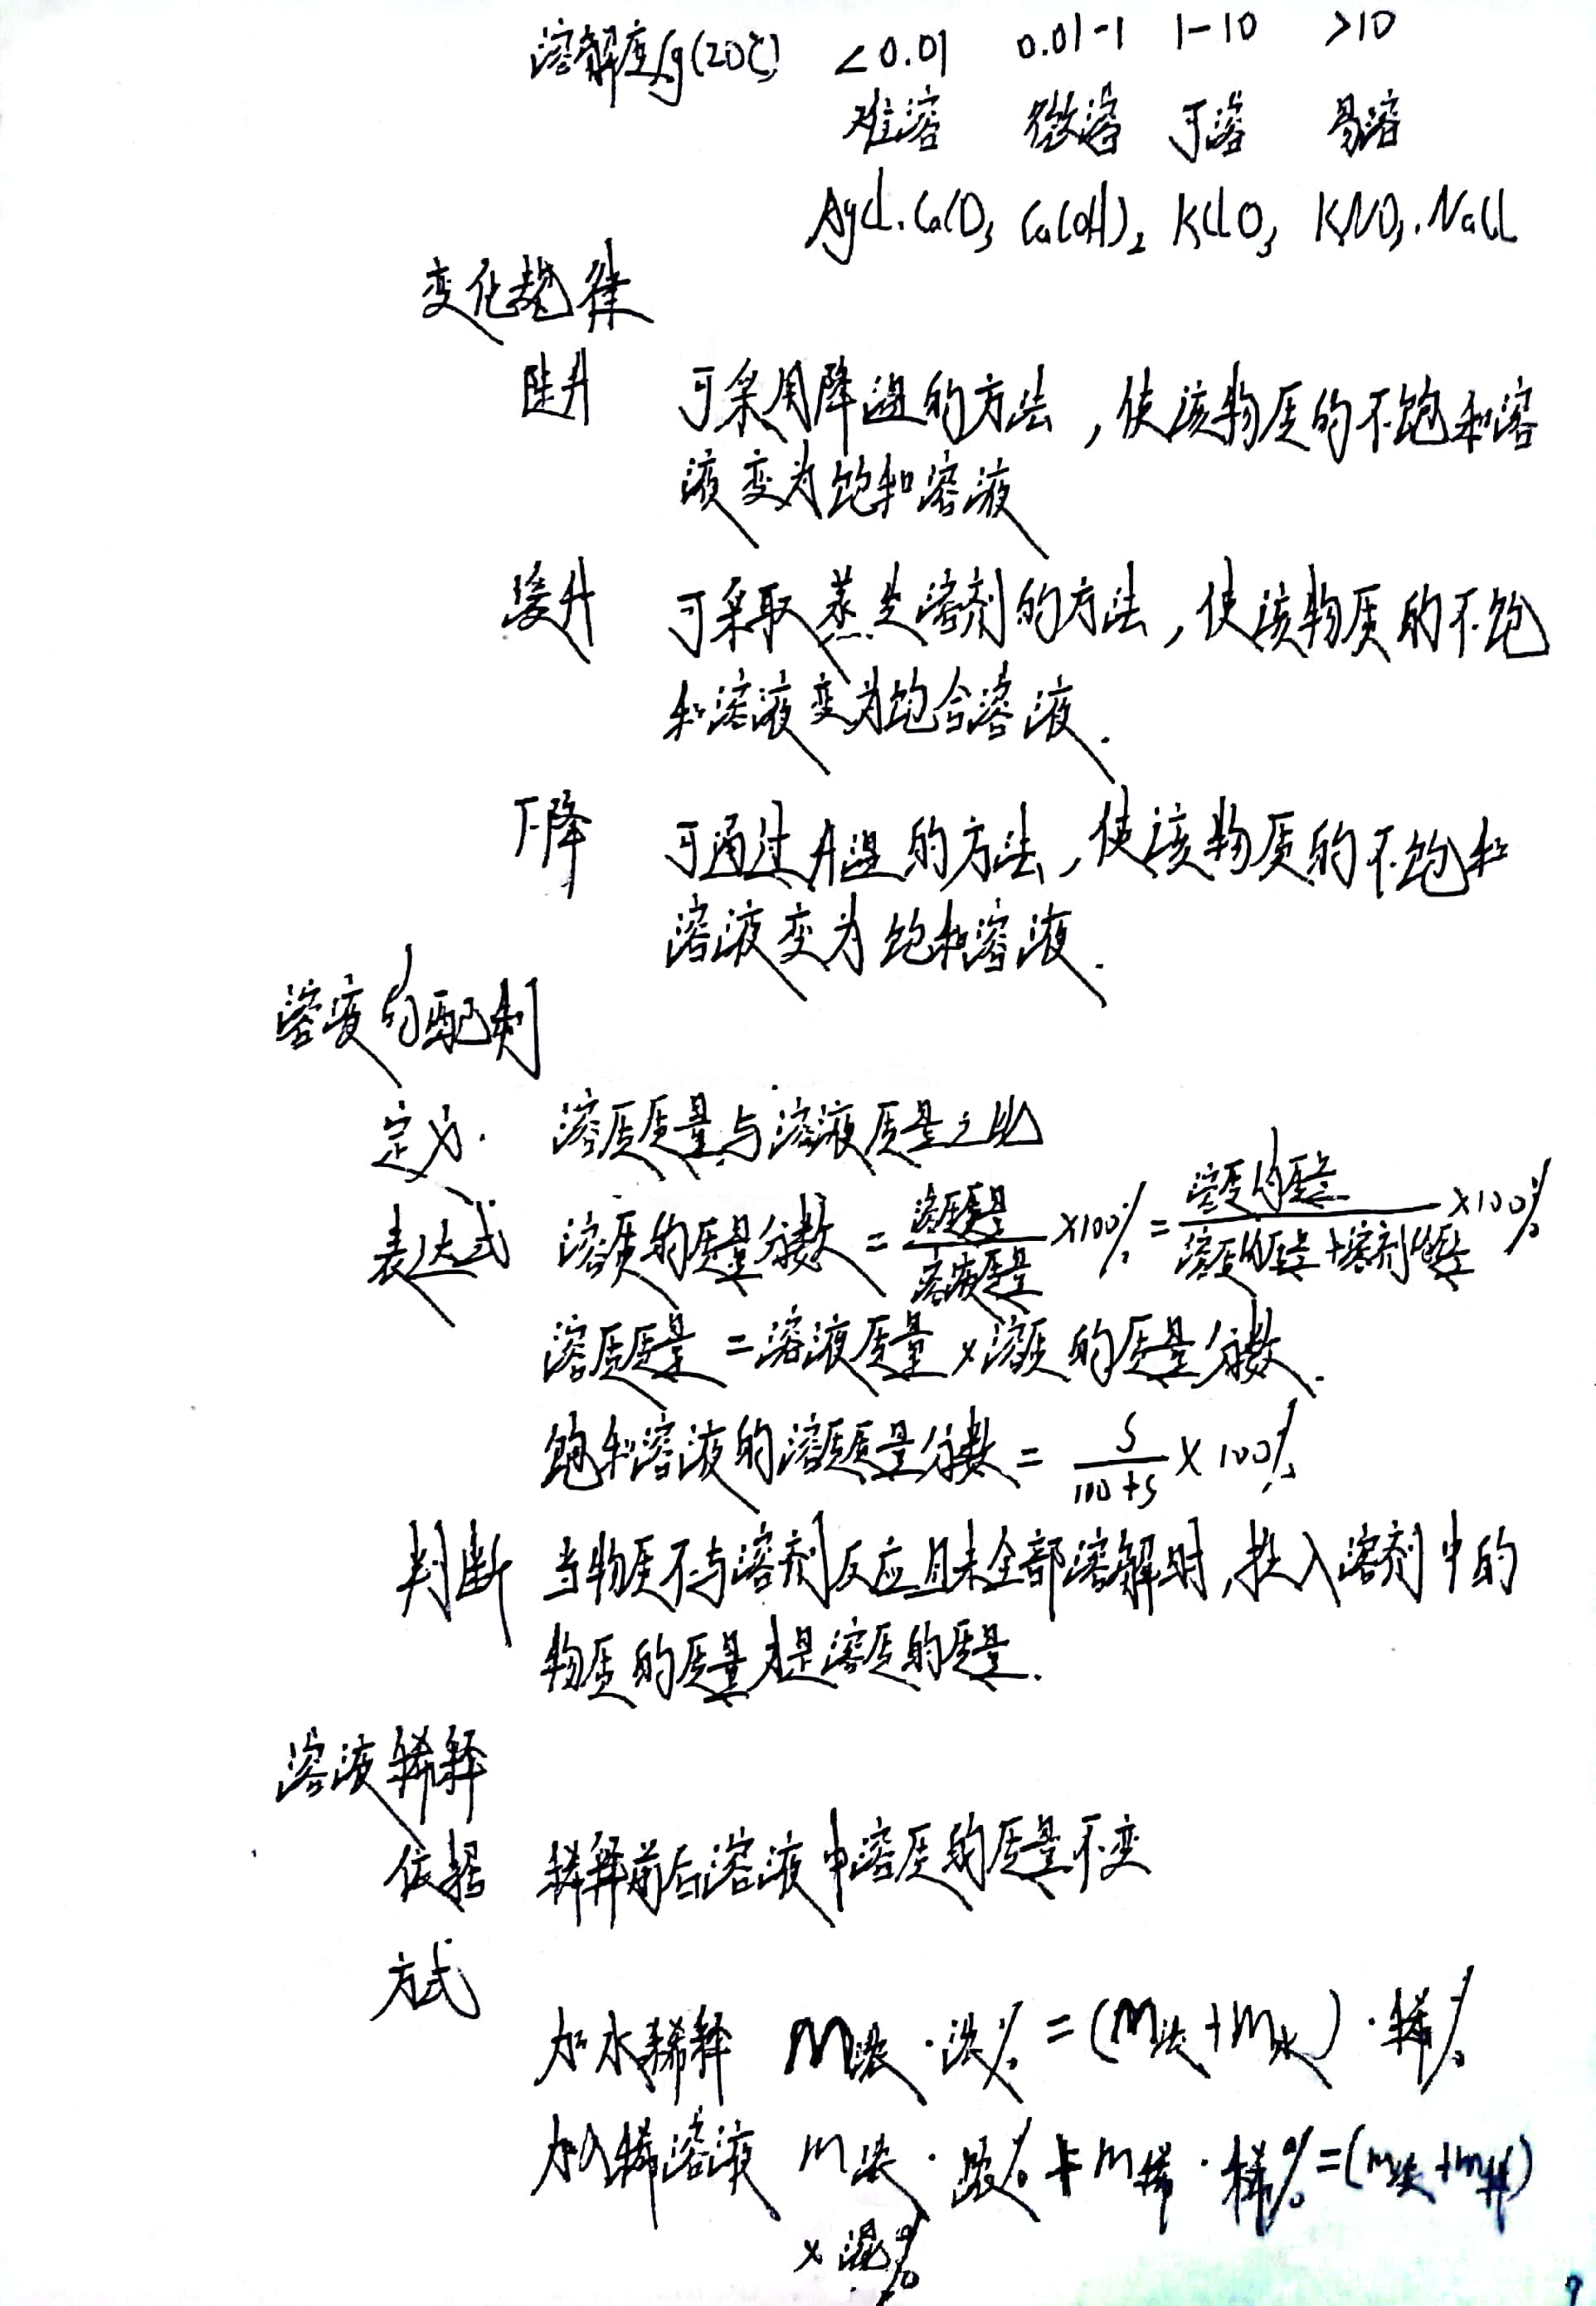 溶解度/g(20℃) <0.01 0.01-1 1-10 >10
难溶 微溶 可溶 易溶
AgCl.CaCO₃ Ca(OH)₂ KClO₃ KNO₃.NaCl
变化规律
陡升 可采用降温的方法,使该物质的不饱和溶
液变为饱和溶液
缓升 可采取蒸发溶剂的方法,使该物质的不饱
和溶液变为饱合溶液.
下降 可通过升温的方法,使该物质的不饱和
溶液变为饱和溶液.
溶液的配制
定义. 溶质质量与溶液质量之比
表达式 溶质的质量分数 = 溶质质量/溶液质量 ×100% = 溶质的质量/溶质的质量+溶剂的质量 ×100%
溶质质量 = 溶液质量 × 溶质的质量分数.
饱和溶液的溶质质量分数 = S/100+S × 100%
判断 当物质不与溶剂反应且未全部溶解时,投入溶剂中的
物质的质量才是溶质的质量.
溶液稀释
依据 稀释前后溶液中溶质的质量不变
方式
加水稀释 m浓·浓% = (m浓+m水)·稀%
加入稀溶液 m浓·浓% + m稀·稀% = (m浓+m稀)
×混%
7